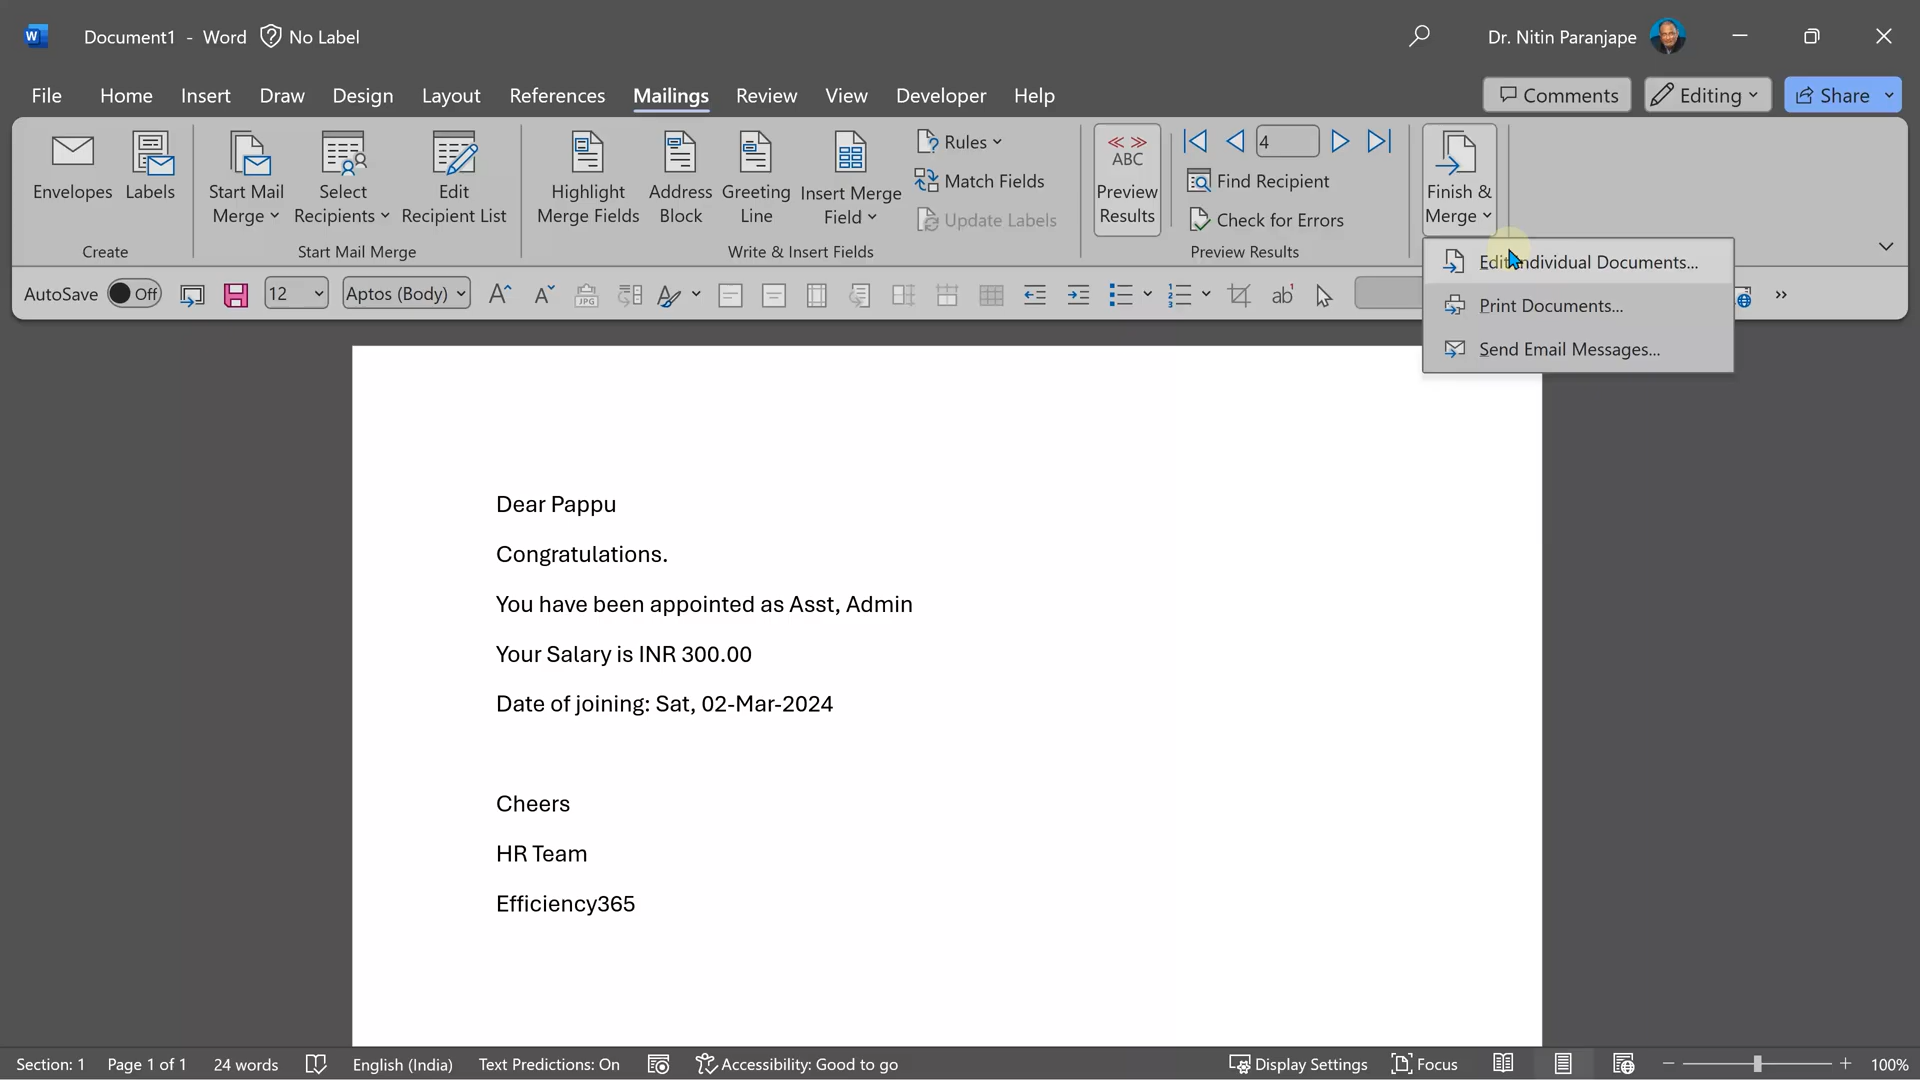 Document1 - Word No Label
Dr. Nitin Paranjape
File Home Insert Draw Design Layout References Mailings Review View Developer Help
Comments Editing Share
Envelopes
Labels
Start Mail
Merge
Select
Recipients
Edit
Recipient List
Highlight
Merge Fields
Address
Block
Greeting
Line
Insert Merge
Field
Rules
Match Fields
Update Labels
ABC
Preview
Results
4
Find Recipient
Check for Errors
Finish &
Merge
Create
Start Mail Merge
Write & Insert Fields
Preview Results
Edit Individual Documents...
Print Documents...
Send Email Messages...
AutoSave Off 12 Aptos (Body)
Dear Pappu
Congratulations.
You have been appointed as Asst, Admin
Your Salary is INR 300.00
Date of joining: Sat, 02-Mar-2024
Cheers
HR Team
Efficiency365
Section: 1 Page 1 of 1 24 words English (India) Text Predictions: On Accessibility: Good to go Display Settings Focus 100%